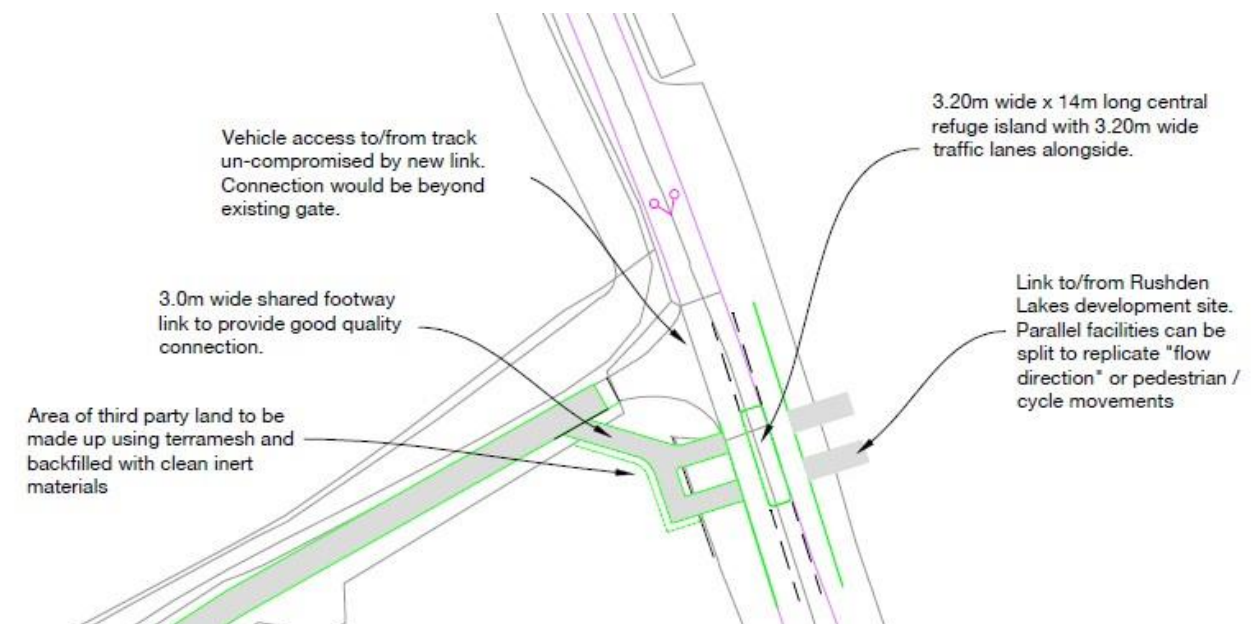 Vehicle access to/from track
un-compromised by new link.
Connection would be beyond
existing gate.
3.20m wide x 14m long central
refuge island with 3.20m wide
traffic lanes alongside.
3.0m wide shared footway
link to provide good quality
connection.
Link to/from Rushden
Lakes development site.
Parallel facilities can be
split to replicate "flow
direction" or pedestrian /
cycle movements
Area of third party land to be
made up using terramesh and
backfilled with clean inert
materials